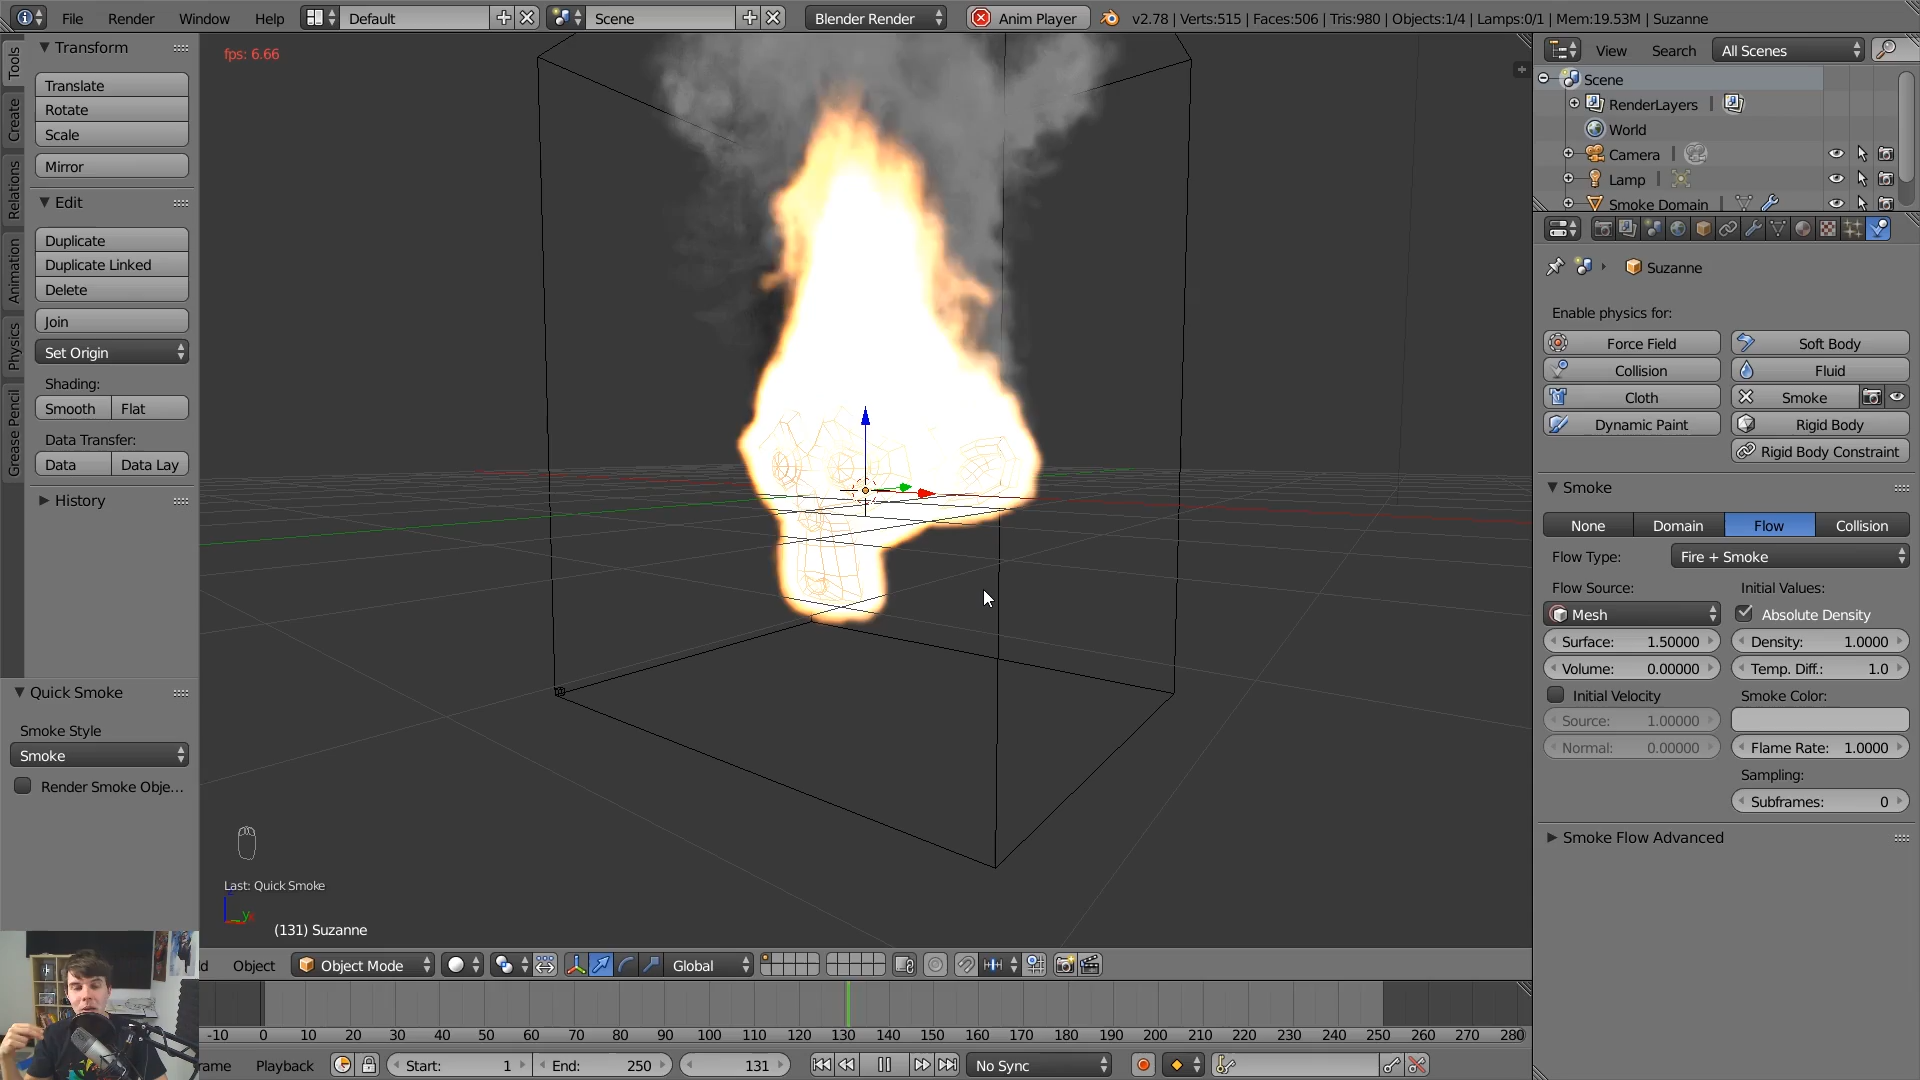 File Render Window Help Default Scene Blender Render Anim Player v2.78 | Verts:515 | Faces:506 | Tris:980 | Objects:1/4 | Lamps:0/1 | Mem:19.53M | Suzanne
Tools
Create
Relations
Animation
Physics
Grease Pencil
Transform
Translate
Rotate
Scale
Mirror
Edit
Duplicate
Duplicate Linked
Delete
Join
Set Origin
Shading:
Smooth Flat
Data Transfer:
Data Data Lay
History
Quick Smoke
Smoke Style
Smoke
Render Smoke Obje...
fps: 6.66
Last: Quick Smoke
(131) Suzanne
View Search All Scenes
Scene
RenderLayers
World
Camera
Lamp
Smoke Domain
Suzanne
Enable physics for:
Force Field Soft Body
Collision Fluid
Cloth Smoke
Dynamic Paint Rigid Body
Rigid Body Constraint
Smoke
None Domain Flow Collision
Flow Type: Fire + Smoke
Flow Source: Initial Values:
Mesh Absolute Density
Surface: 1.50000 Density: 1.0000
Volume: 0.00000 Temp. Diff.: 1.0
Initial Velocity Smoke Color:
Source: 1.00000
Normal: 0.00000 Flame Rate: 1.0000
Sampling:
Subframes: 0
Smoke Flow Advanced
Object Object Mode Global
-10 0 10 20 30 40 50 60 70 80 90 100 110 120 130 140 150 160 170 180 190 200 210 220 230 240 250 260 270 280
rame Playback Start: 1 End: 250 131 No Sync